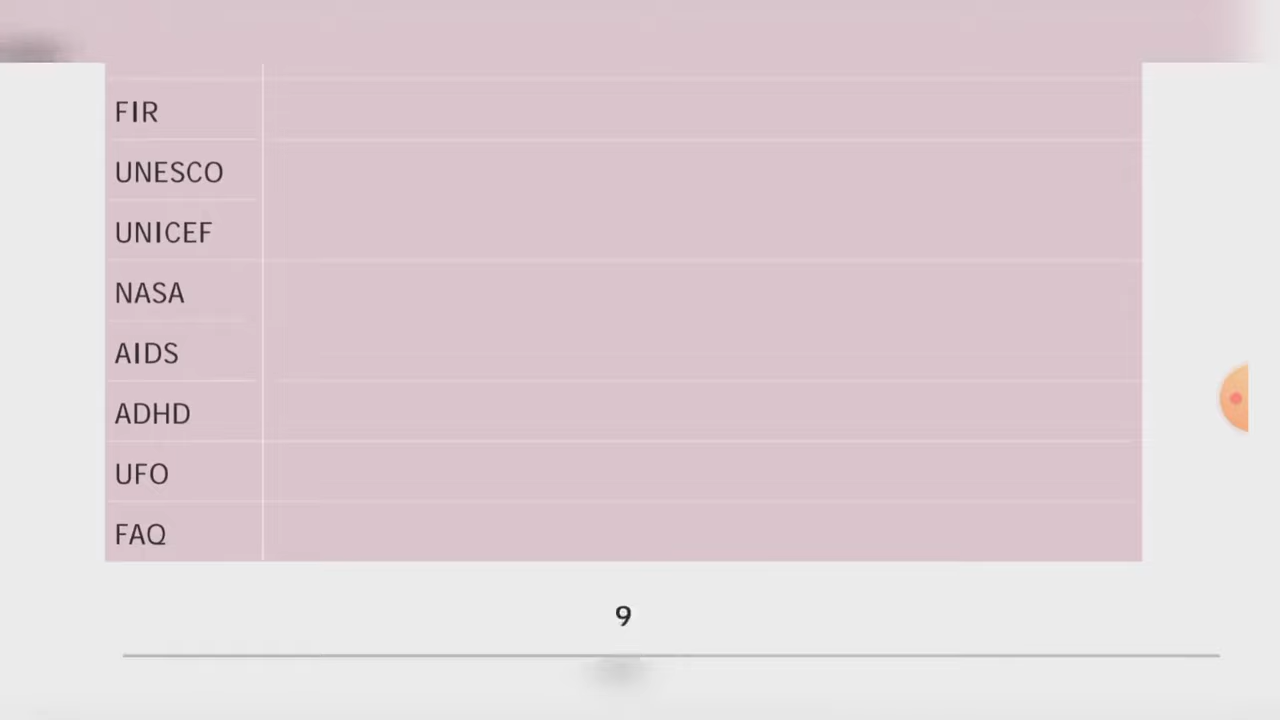 FIR
UNESCO
UNICEF
NASA
AIDS
ADHD
UFO
FAQ
9